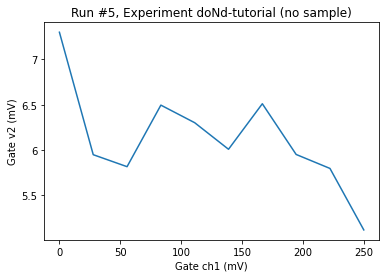 Run #5, Experiment doNd-tutorial (no sample)
7
6.5
6
5.5
Gate v2 (mV)
0 50 100 150 200 250
Gate ch1 (mV)